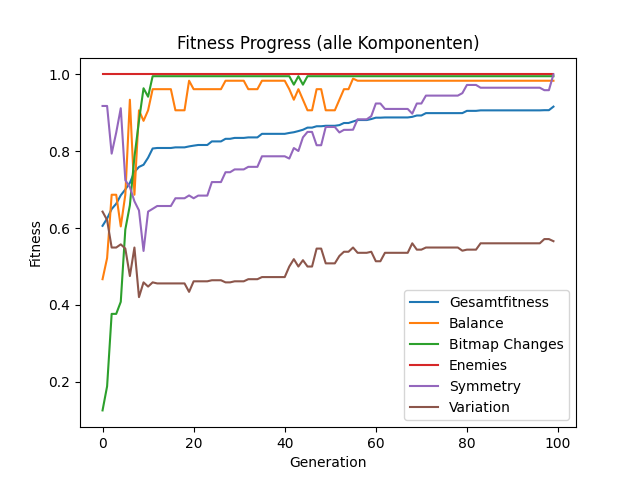 Fitness Progress (alle Komponenten)
1.0
0.8
0.6
0.4
0.2
Fitness
0
20
40
60
80
100
Generation
Gesamtfitness
Balance
Bitmap Changes
Enemies
Symmetry
Variation